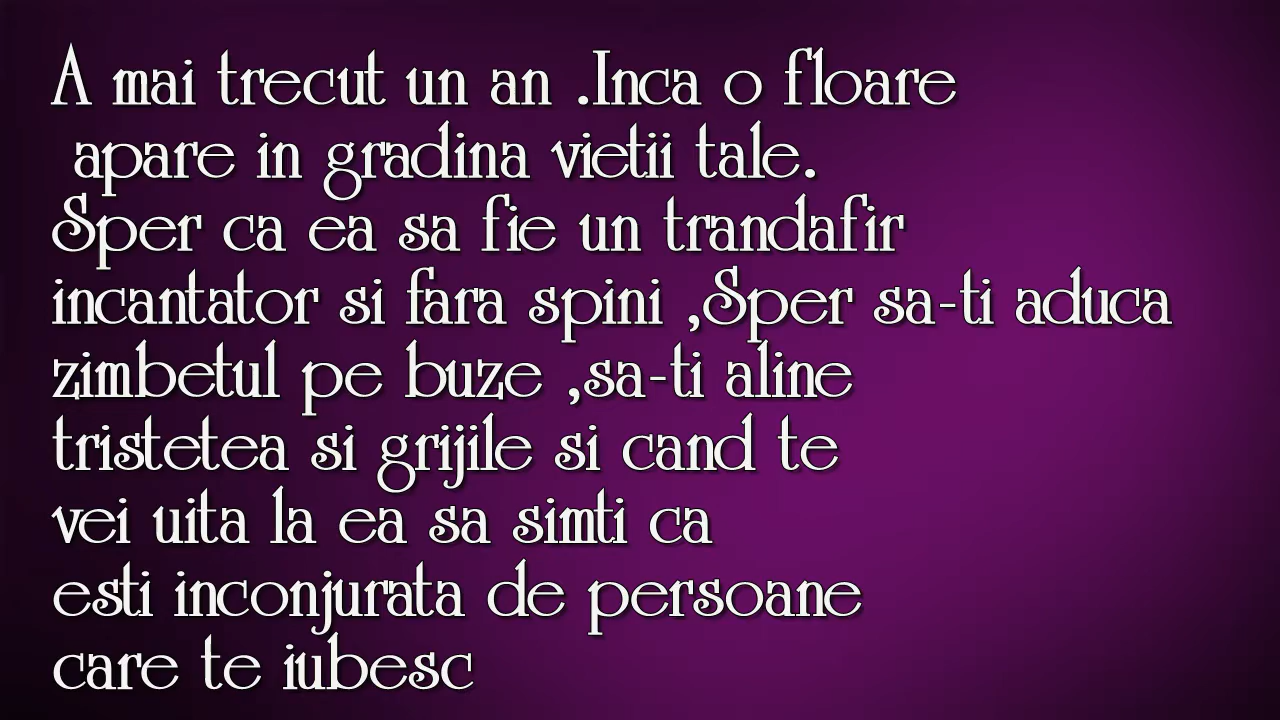 A mai trecut un an .Inca o floare
apare in gradina vietii tale.
Sper ca ea sa fie un trandafir
incantator si fara spini ,Sper sa-ti aduca
zimbetul pe buze ,sa-ti aline
tristetea si grijile si cand te
vei uita la ea sa simti ca
esti inconjurata de persoane
care te iubesc